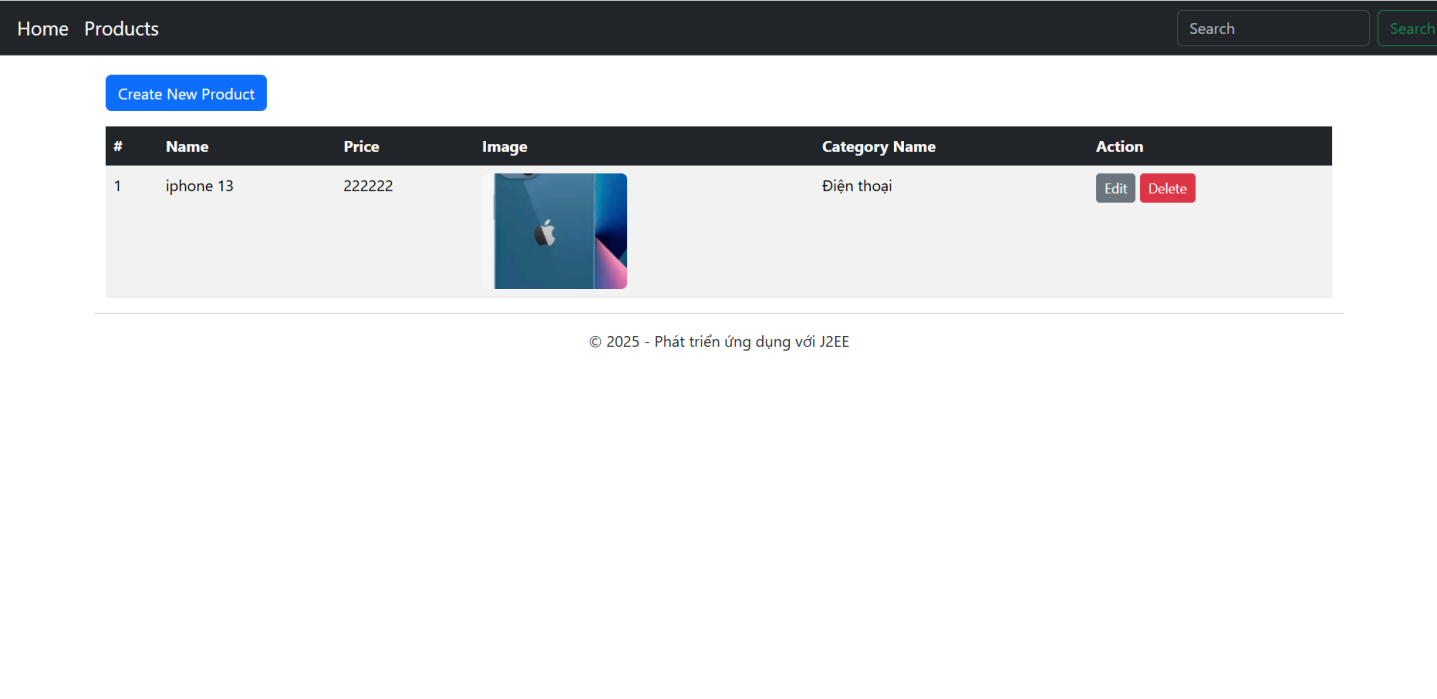 Home Products Search Search
Create New Product
# Name Price Image Category Name Action
1 iphone 13 222222 Điện thoại Edit Delete
© 2025 - Phát triển ứng dụng với J2EE